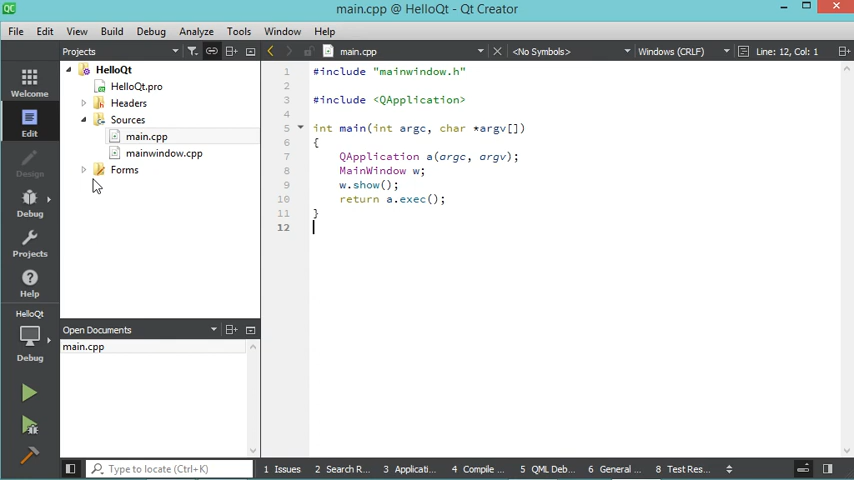 QC
main.cpp @ HelloQt - Qt Creator
File Edit View Build Debug Analyze Tools Window Help
Projects
main.cpp
<No Symbols>
Windows (CRLF)
Line: 12, Col: 1
Welcome
Edit
Design
Debug
Projects
Help
HelloQt
Debug
HelloQt
HelloQt.pro
Headers
Sources
main.cpp
mainwindow.cpp
Forms
1 #include "mainwindow.h"
2
3 #include <QApplication>
4
5 int main(int argc, char *argv[])
6 {
7 QApplication a(argc, argv);
8 MainWindow w;
9 w.show();
10 return a.exec();
11 }
12
Open Documents
main.cpp
Type to locate (Ctrl+K)
1 Issues
2 Search R...
3 Applicati...
4 Compile ...
5 QML Deb...
6 General ...
8 Test Res...